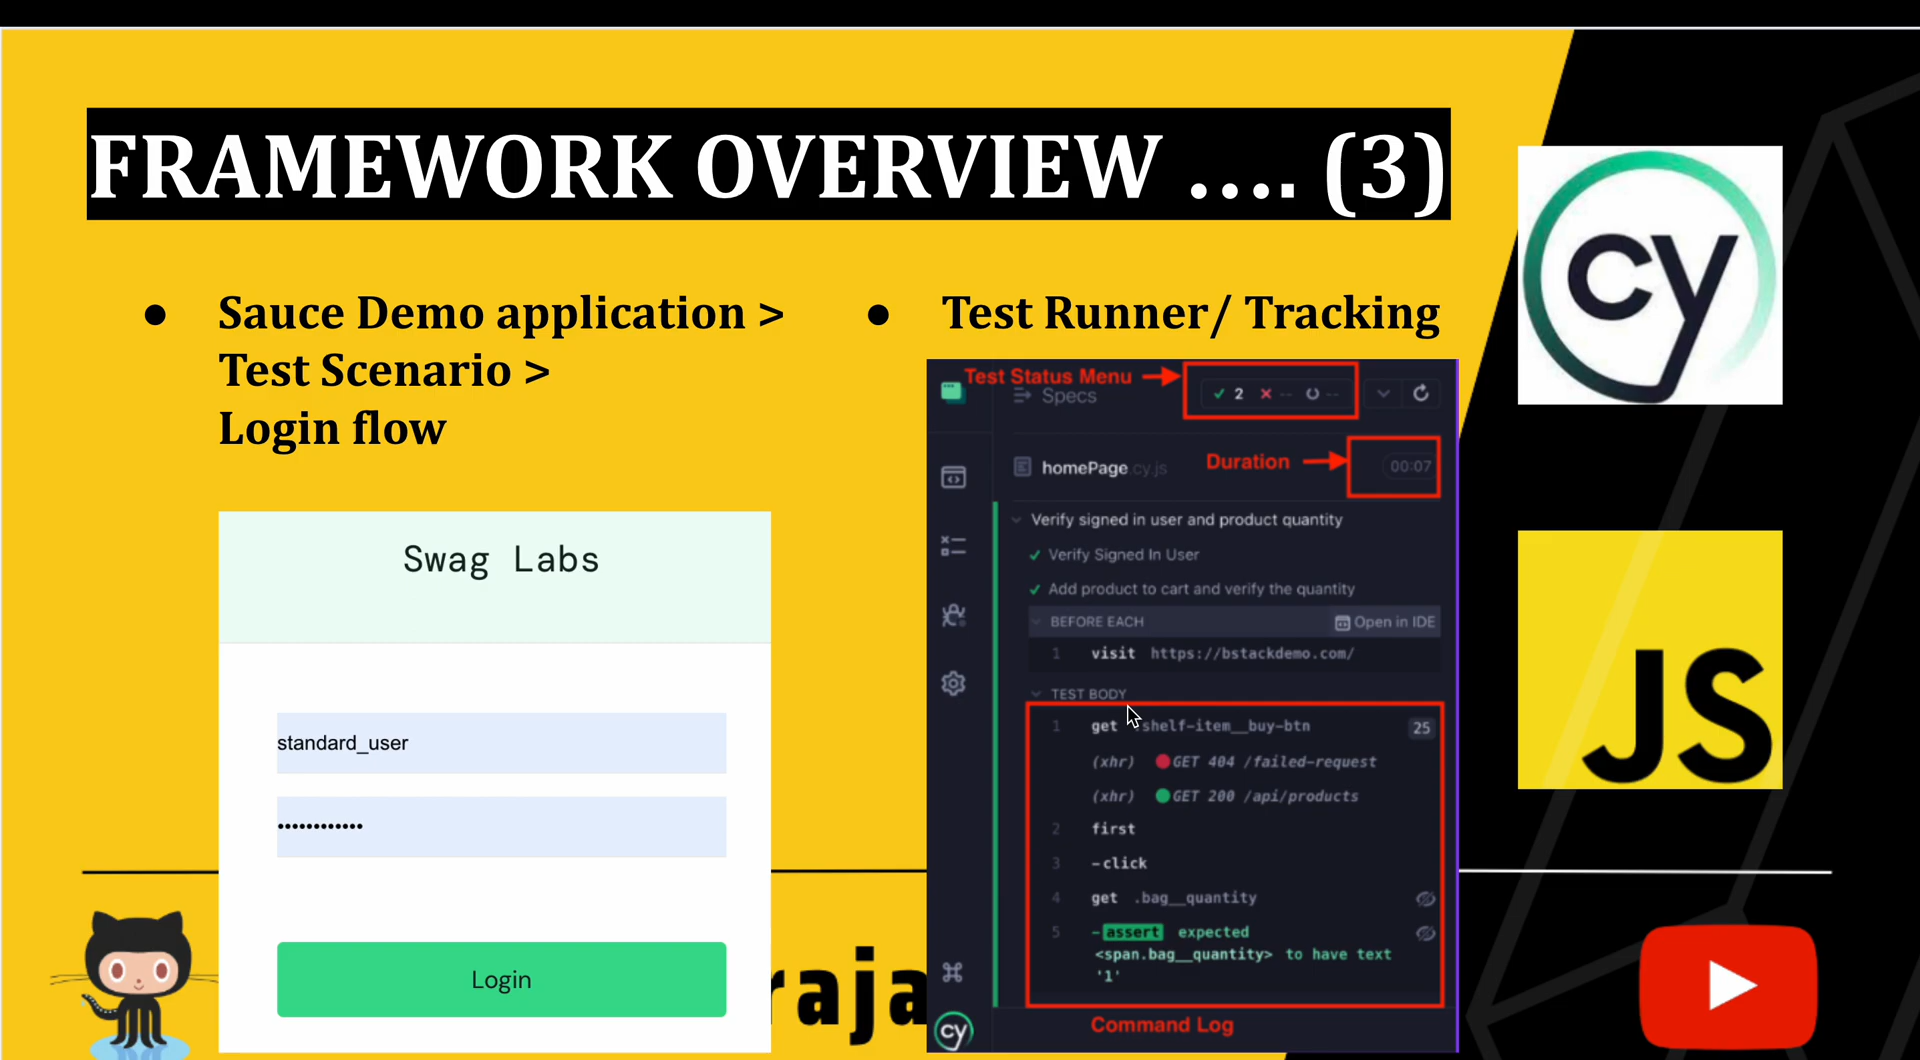 FRAMEWORK OVERVIEW .... (3)
● Sauce Demo application >
Test Scenario >
Login flow
● Test Runner/ Tracking
cy
JS
Swag Labs
standard_user
••••••••••••
Login
raja
Test Status Menu
Specs
✓ 2 ✕ -- --
homePage.cy.js
Duration
00:07
Verify signed in user and product quantity
✓ Verify Signed In User
✓ Add product to cart and verify the quantity
BEFORE EACH
Open in IDE
1 visit https://bstackdemo.com/
TEST BODY
1 get shelf-item__buy-btn 25
(xhr) GET 404 /failed-request
(xhr) GET 200 /api/products
2 first
3 -click
4 get .bag__quantity
5 -assert expected
<span.bag__quantity> to have text
'1'
Command Log
cy